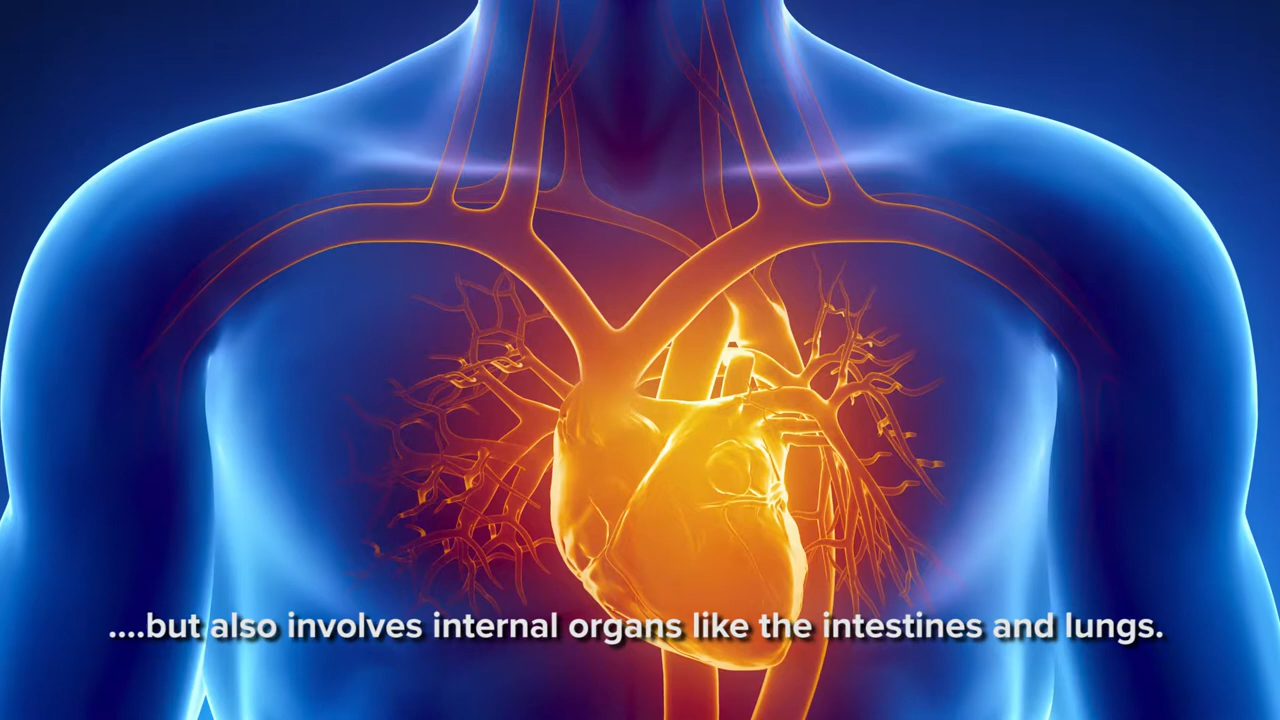 ....but also involves internal organs like the intestines and lungs.